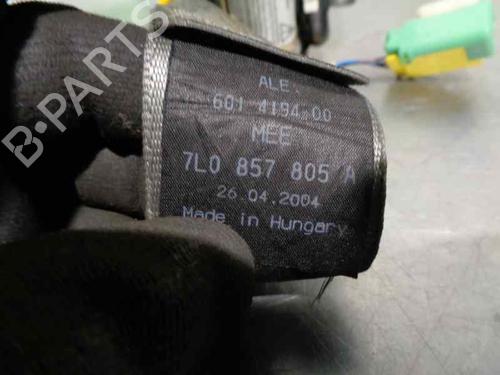 ALE.
601 4194-00
MEE
7L0 857 805 A
26.04.2004
Made in Hungary
B-PARTS